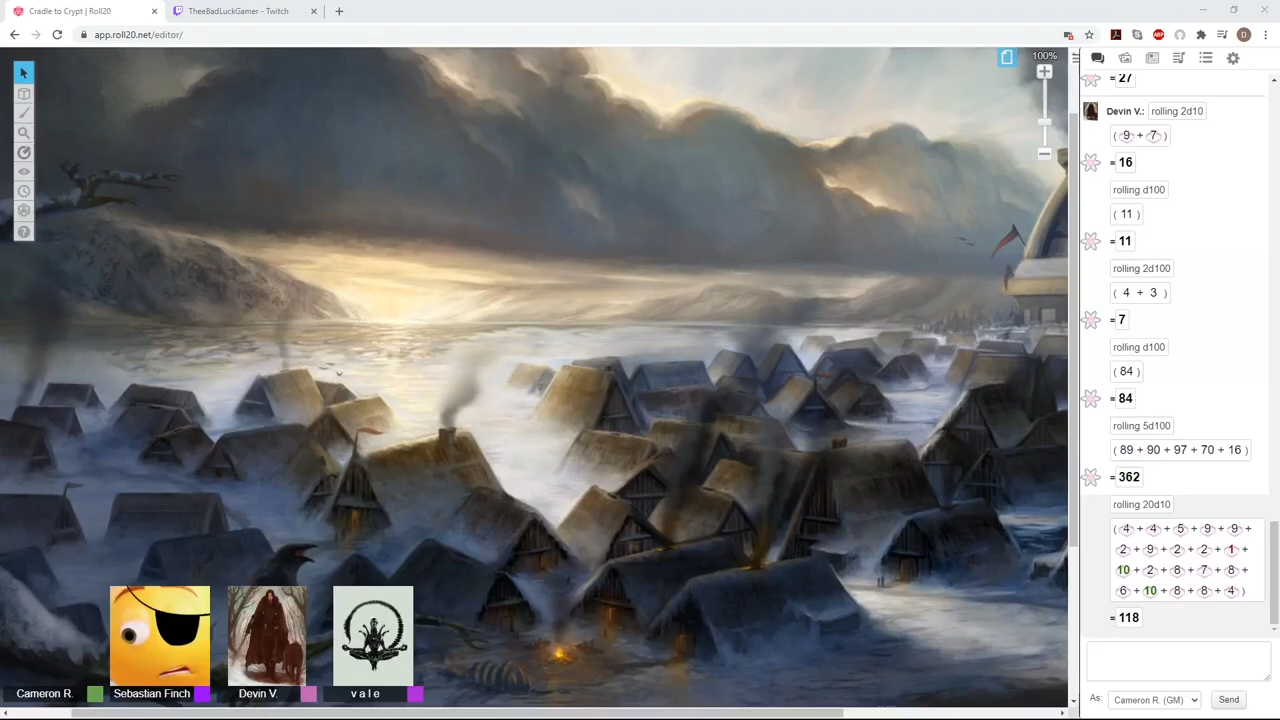 Cradle to Crypt | Roll20
TheeBadLuckGamer - Twitch
app.roll20.net/editor/
ABP
D
100%
= 27
Devin V.: rolling 2d10
( 9 + 7 )
= 16
rolling d100
( 11 )
= 11
rolling 2d100
( 4 + 3 )
= 7
rolling d100
( 84 )
= 84
rolling 5d100
( 89 + 90 + 97 + 70 + 16 )
= 362
rolling 20d10
( 4 + 4 + 5 + 9 + 9 +
2 + 9 + 2 + 2 + 1 +
10 + 2 + 8 + 7 + 8 +
6 + 10 + 8 + 8 + 4 )
= 118
Cameron R.
Sebastian Finch
Devin V.
v a l e
As: Cameron R. (GM)
Send